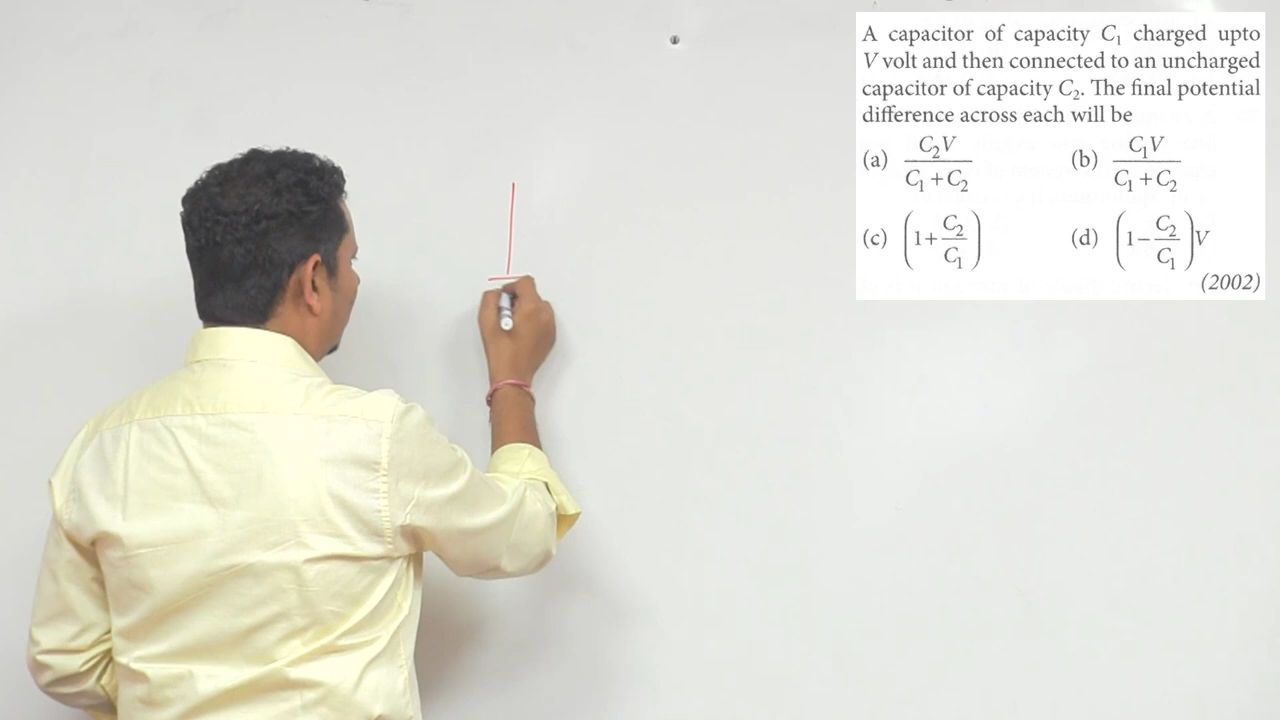 A capacitor of capacity C₁ charged upto
V volt and then connected to an uncharged
capacitor of capacity C₂. The final potential
difference across each will be
(a) C₂V / (C₁ + C₂) (b) C₁V / (C₁ + C₂)
(c) (1 + C₂/C₁) (d) (1 − C₂/C₁)V
(2002)